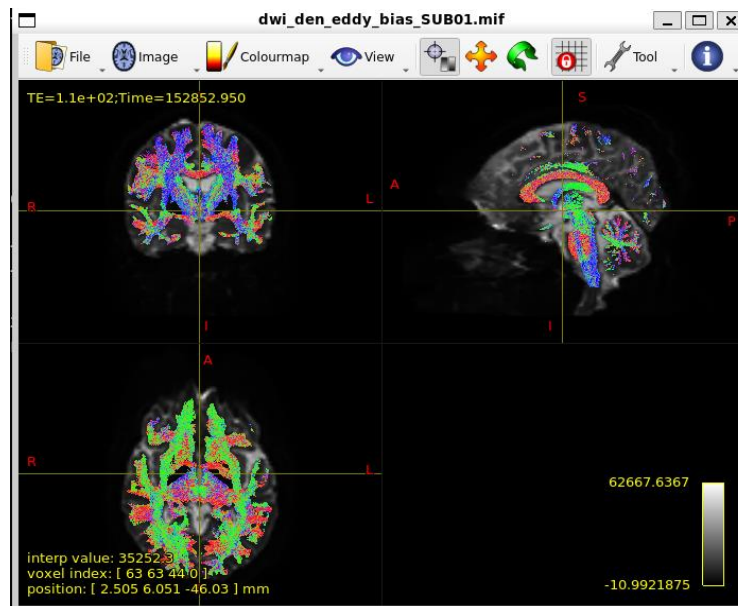 dwi_den_eddy_bias_SUB01.mif
File Image Colourmap View Tool
TE=1.1e+02;Time=152852.950
S
R L
A
P
I I
A
R L
62667.6367
interp value: 35252.3
voxel index: [ 63 63 44 0 ]
position: [ 2.505 6.051 -46.03 ] mm
-10.9921875